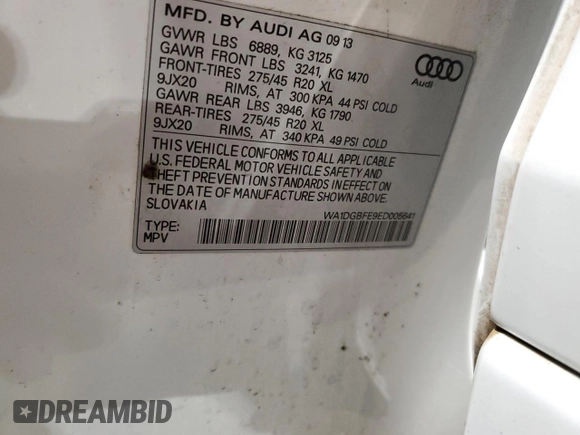 MFD. BY AUDI AG 09 13
GVWR LBS 6889, KG 3125
GAWR FRONT LBS 3241, KG 1470
FRONT-TIRES 275/45 R20 XL
9JX20 RIMS, AT 300 KPA 44 PSI COLD
GAWR REAR LBS 3946, KG 1790
REAR-TIRES 275/45 R20 XL
9JX20 RIMS, AT 340 KPA 49 PSI COLD
Audi
THIS VEHICLE CONFORMS TO ALL APPLICABLE
U.S. FEDERAL MOTOR VEHICLE SAFETY AND
THEFT PREVENTION STANDARDS IN EFFECT ON
THE DATE OF MANUFACTURE SHOWN ABOVE.
SLOVAKIA
WA1DGBFE9ED005641
TYPE:
MPV
DREAMBID